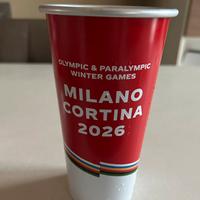 OLYMPIC & PARALYMPIC
WINTER GAMES
MILANO
CORTINA
2026